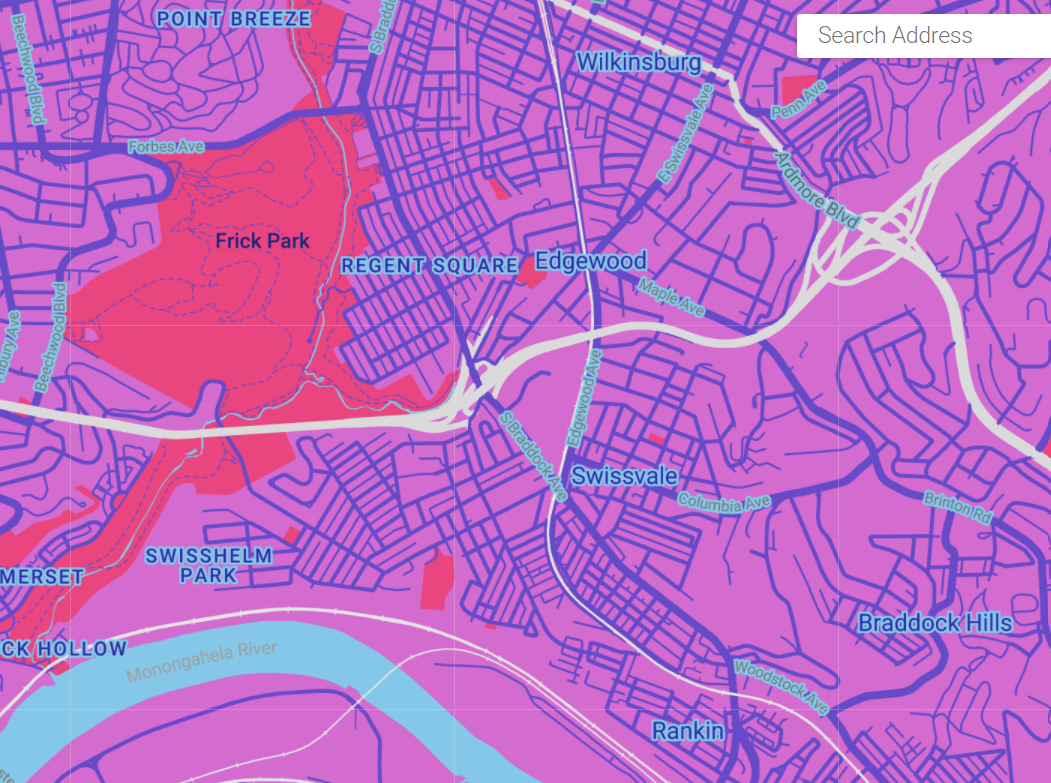 POINT BREEZE
Search Address
Wilkinsburg
Beechwood Blvd
S Bradd
Penn Ave
E Swissvale Ave
Forbes Ave
Ardmore Blvd
Frick Park
REGENT SQUARE
Edgewood
Maple Ave
Beechwood Blvd
Edgewood Ave
S Braddock Ave
Swissvale
Columbia Ave
Brinton Rd
SWISSHELM
PARK
MERSET
Braddock Hills
CK HOLLOW
Monongahela River
Woodstock Ave
Rankin